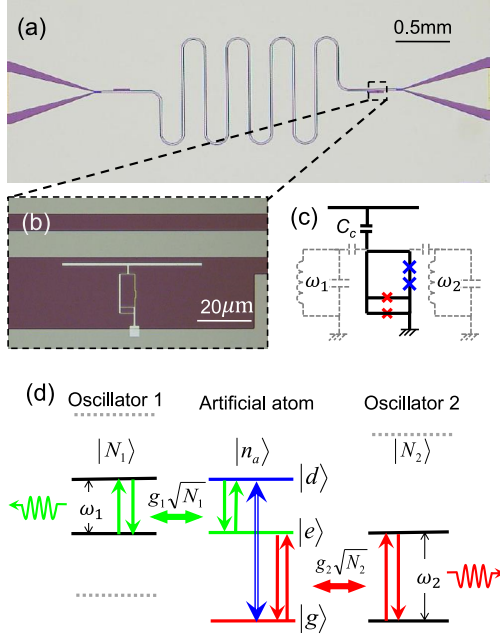 (a)
0.5mm
(b)
20μm
(c)
C_c
ω₁
ω₂
(d)
Oscillator 1 Artificial atom Oscillator 2
|N₁⟩ |nₐ⟩ |N₂⟩
|d⟩
ω₁ g₁√N₁
|e⟩
g₂√N₂ ω₂
|g⟩